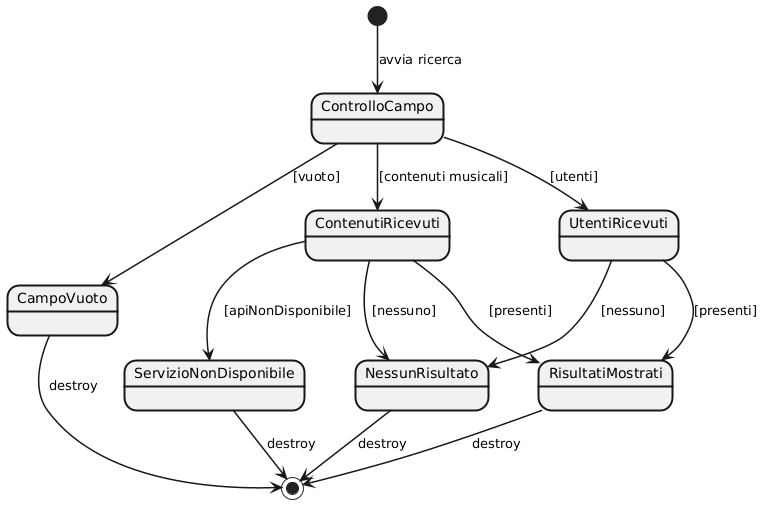 avvia ricerca
ControlloCampo
[vuoto]
[contenuti musicali]
[utenti]
ContenutiRicevuti
UtentiRicevuti
CampoVuoto
[apiNonDisponibile]
[nessuno]
[presenti]
[nessuno]
[presenti]
ServizioNonDisponibile
NessunRisultato
RisultatiMostrati
destroy
destroy
destroy
destroy